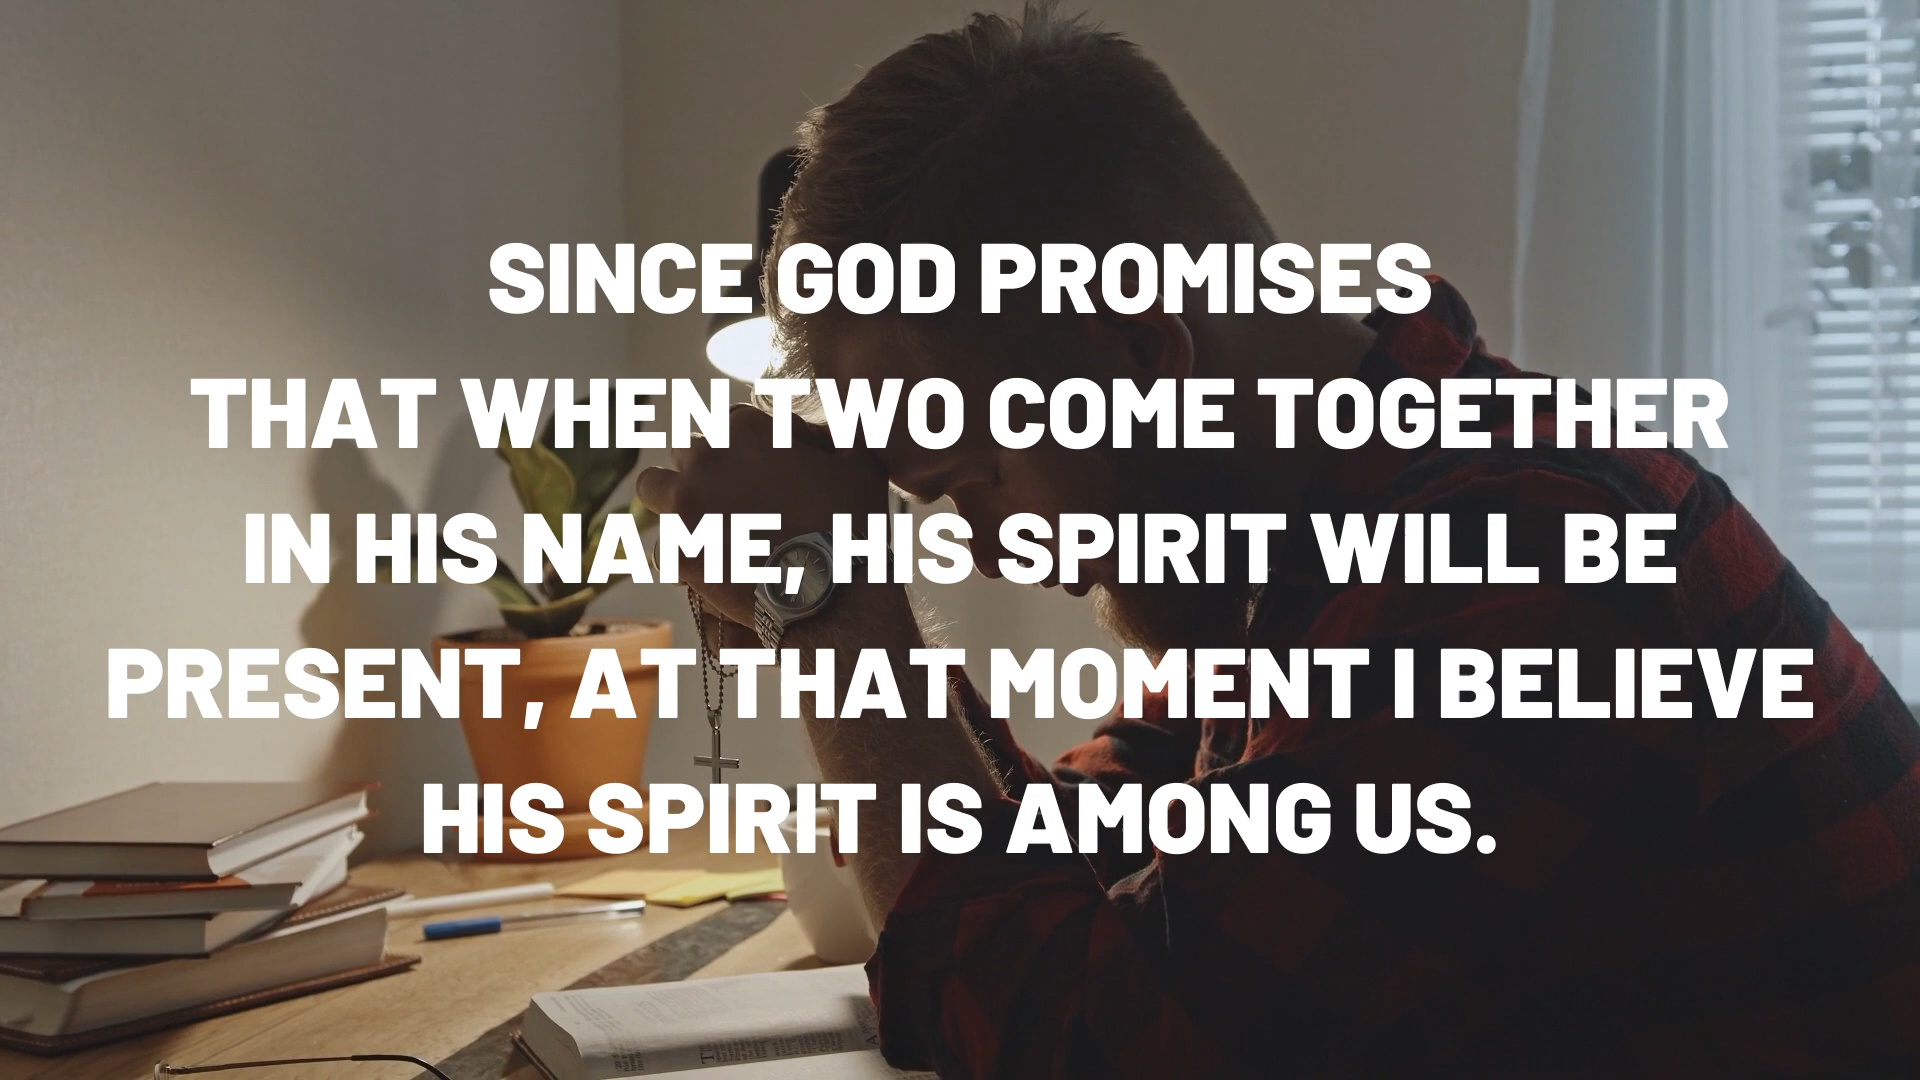 SINCE GOD PROMISES
THAT WHEN TWO COME TOGETHER
IN HIS NAME, HIS SPIRIT WILL BE
PRESENT, AT THAT MOMENT I BELIEVE
HIS SPIRIT IS AMONG US.